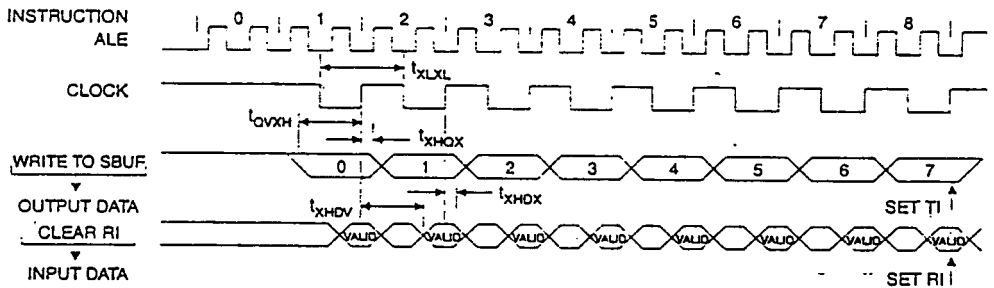 INSTRUCTION 0 1 2 3 4 5 6 7 8
ALE
tXLXL
CLOCK
tQVXH
tXHQX
WRITE TO SBUF
0 1 2 3 4 5 6 7
tXHDV
tXHDX
OUTPUT DATA
SET TI
CLEAR RI
VALID VALID VALID VALID VALID VALID VALID VALID
INPUT DATA
SET RI